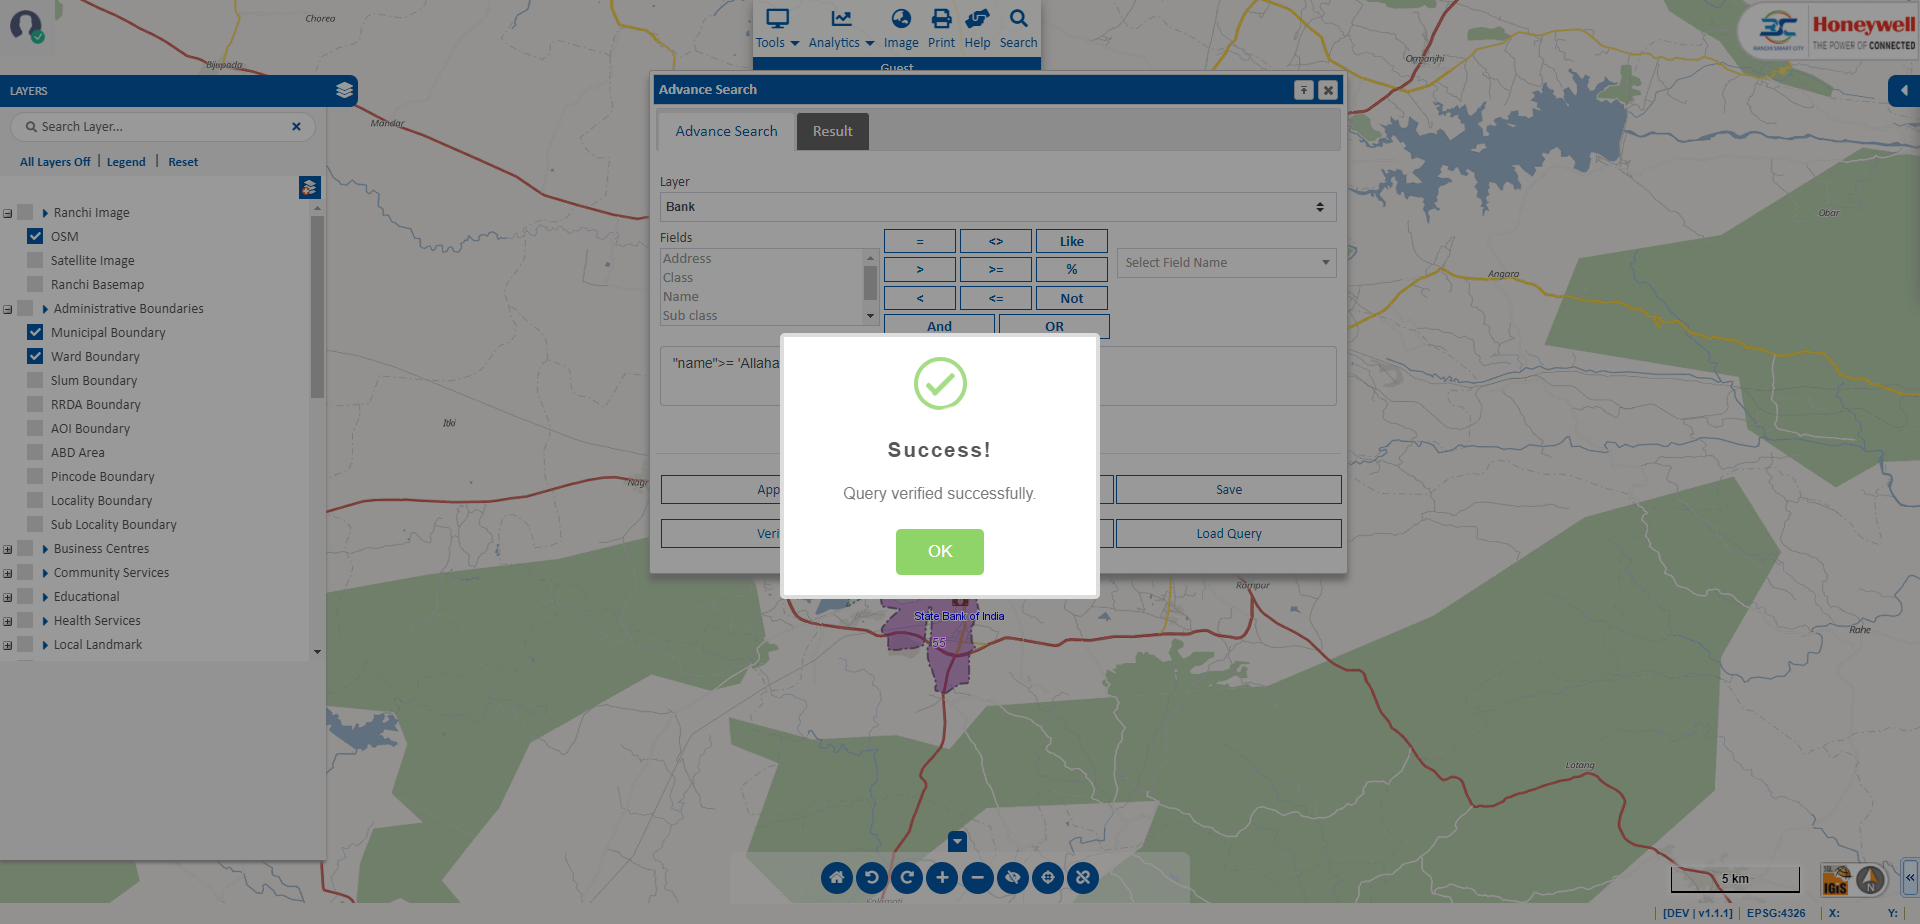 Chorea
Bijupada
Mandar
Itki
Nagr
Ormanjhi
Obar
Angara
Rampur
Rahe
Lotang
State Bank of India
55
Tools
Analytics
Image
Print
Help
Search
Guest
RANCHI SMART CITY
Honeywell
THE POWER OF CONNECTED
LAYERS
Search Layer...
All Layers Off | Legend | Reset
Ranchi Image
OSM
Satellite Image
Ranchi Basemap
Administrative Boundaries
Municipal Boundary
Ward Boundary
Slum Boundary
RRDA Boundary
AOI Boundary
ABD Area
Pincode Boundary
Locality Boundary
Sub Locality Boundary
Business Centres
Community Services
Educational
Health Services
Local Landmark
Advance Search
Advance Search
Result
Layer
Bank
Fields
Address
Class
Name
Sub class
= <> Like
> >= %
< <= Not
And OR
Select Field Name
"name">= 'Allaha
App
Save
Veri
Load Query
Success!
Query verified successfully.
OK
5 km
IGiS
N
[DEV | v1.1.1] EPSG:4326 X: Y: